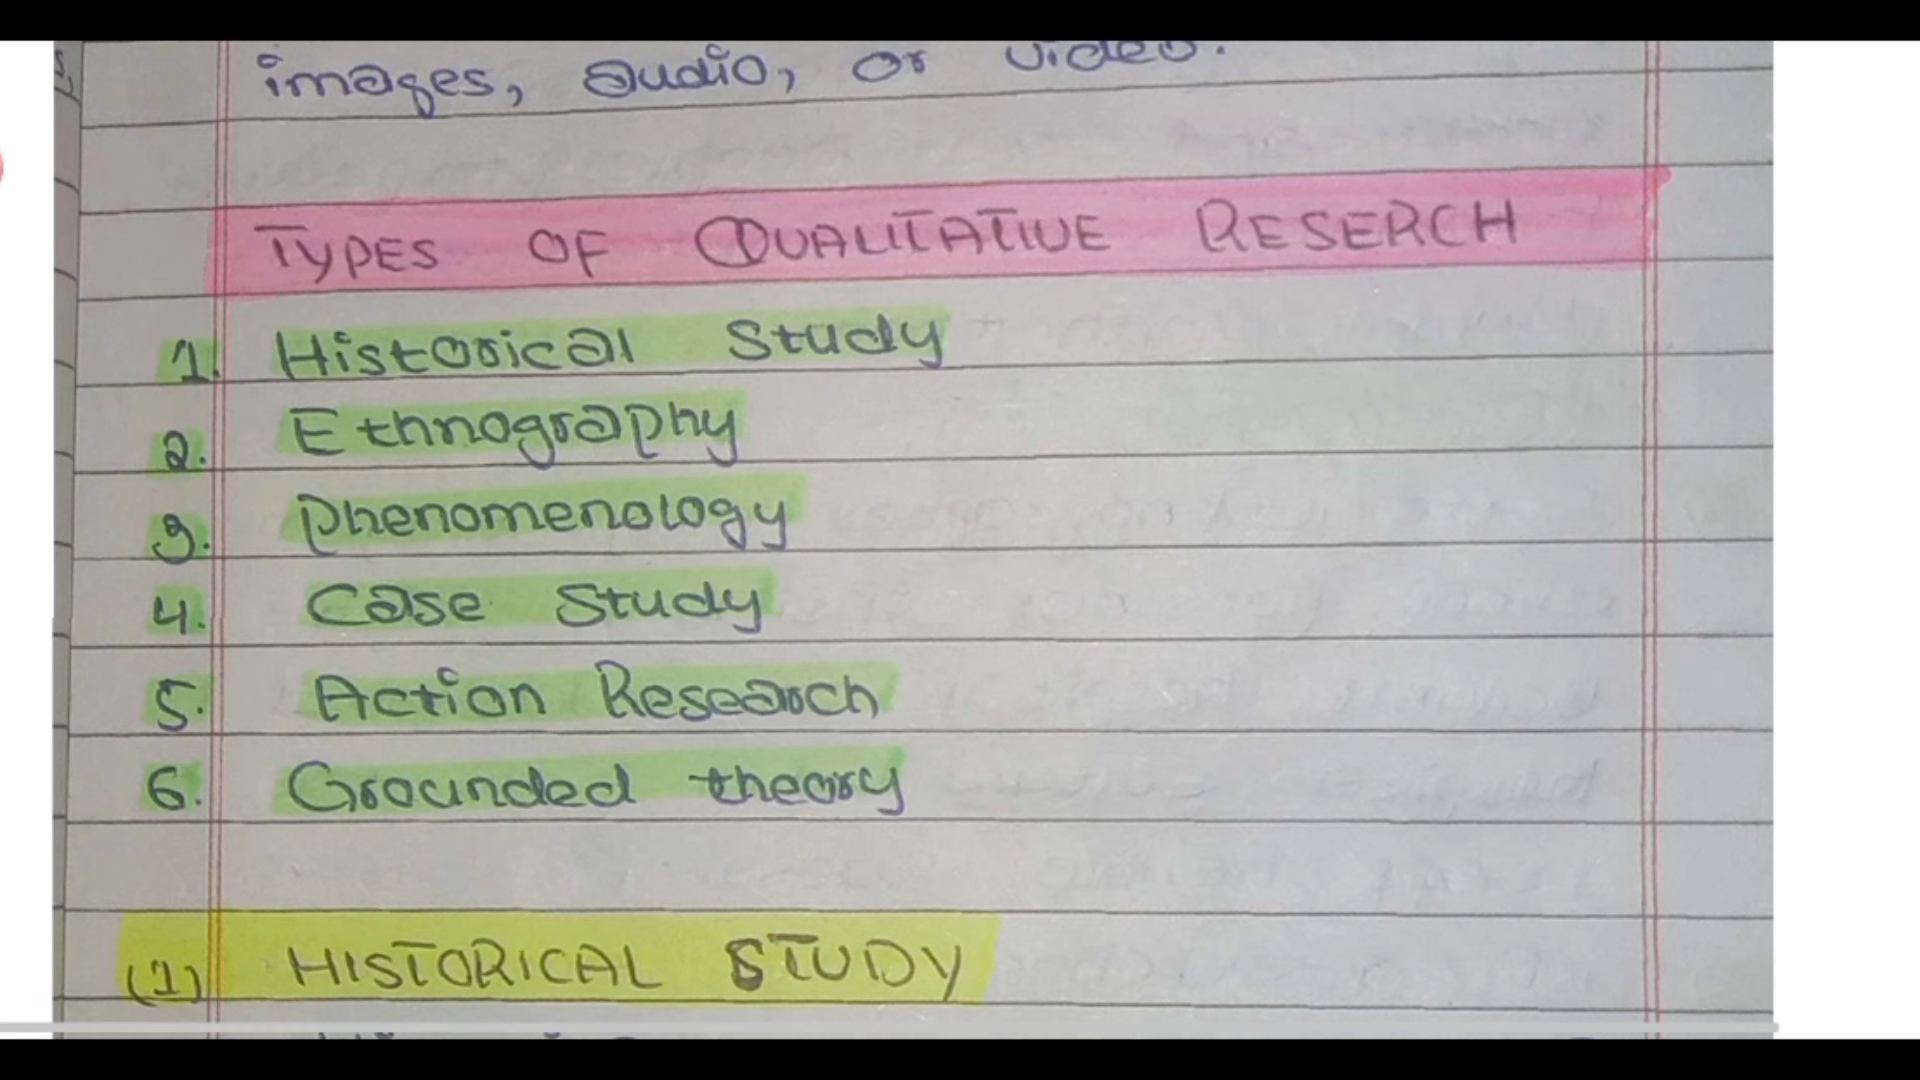 images, audio, or video.
TYPES OF QUALITATIVE RESERCH
1. Historical Study
2. Ethnography
3. Phenomenology
4. Case Study
5. Action Research
6. Grounded theory
(1) HISTORICAL STUDY